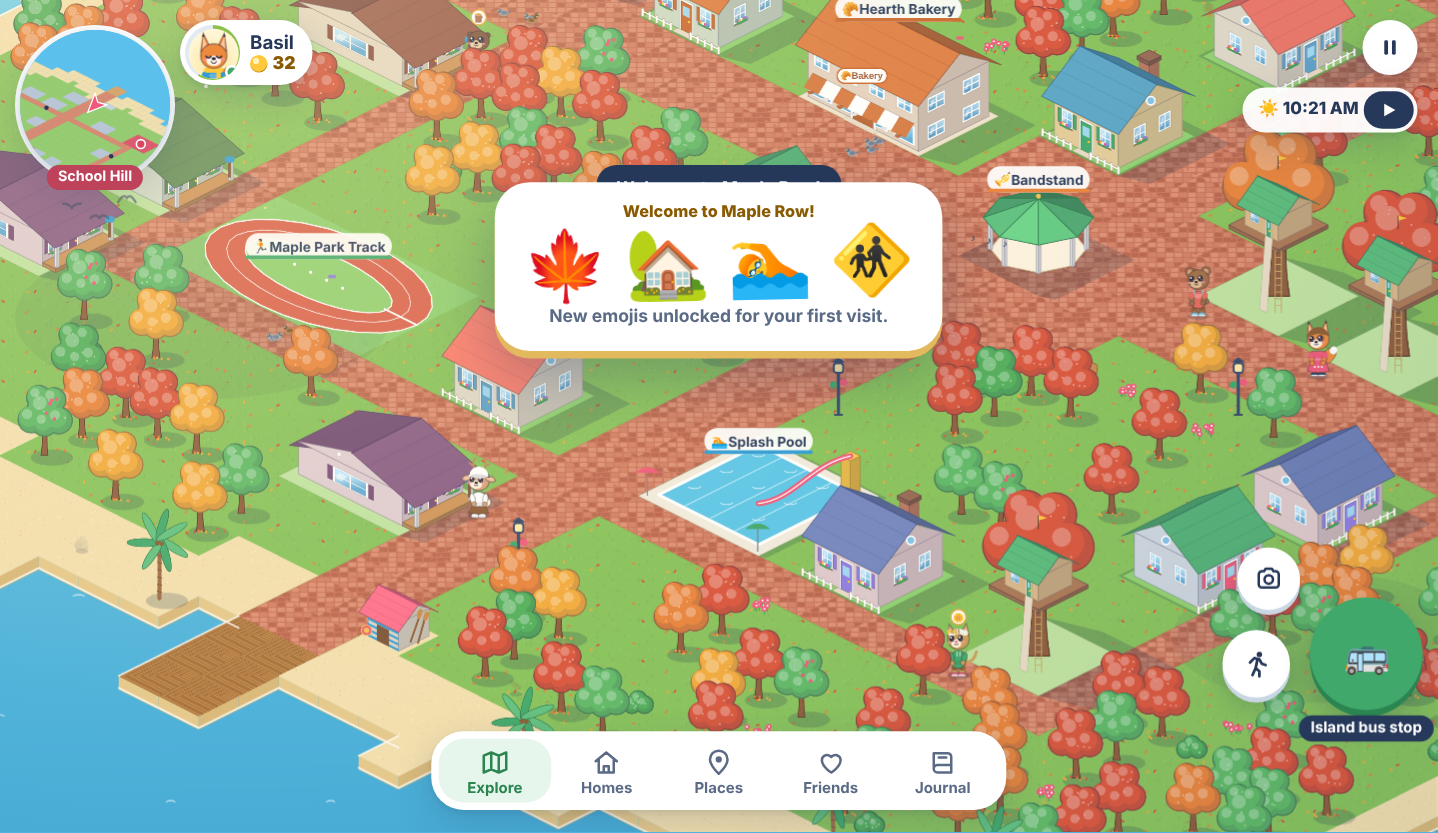 Hearth Bakery
Basil
32
Bakery
10:21 AM
School Hill
Bandstand
Welcome to Maple Row!
Maple Park Track
New emojis unlocked for your first visit.
Splash Pool
Island bus stop
Explore
Homes
Places
Friends
Journal